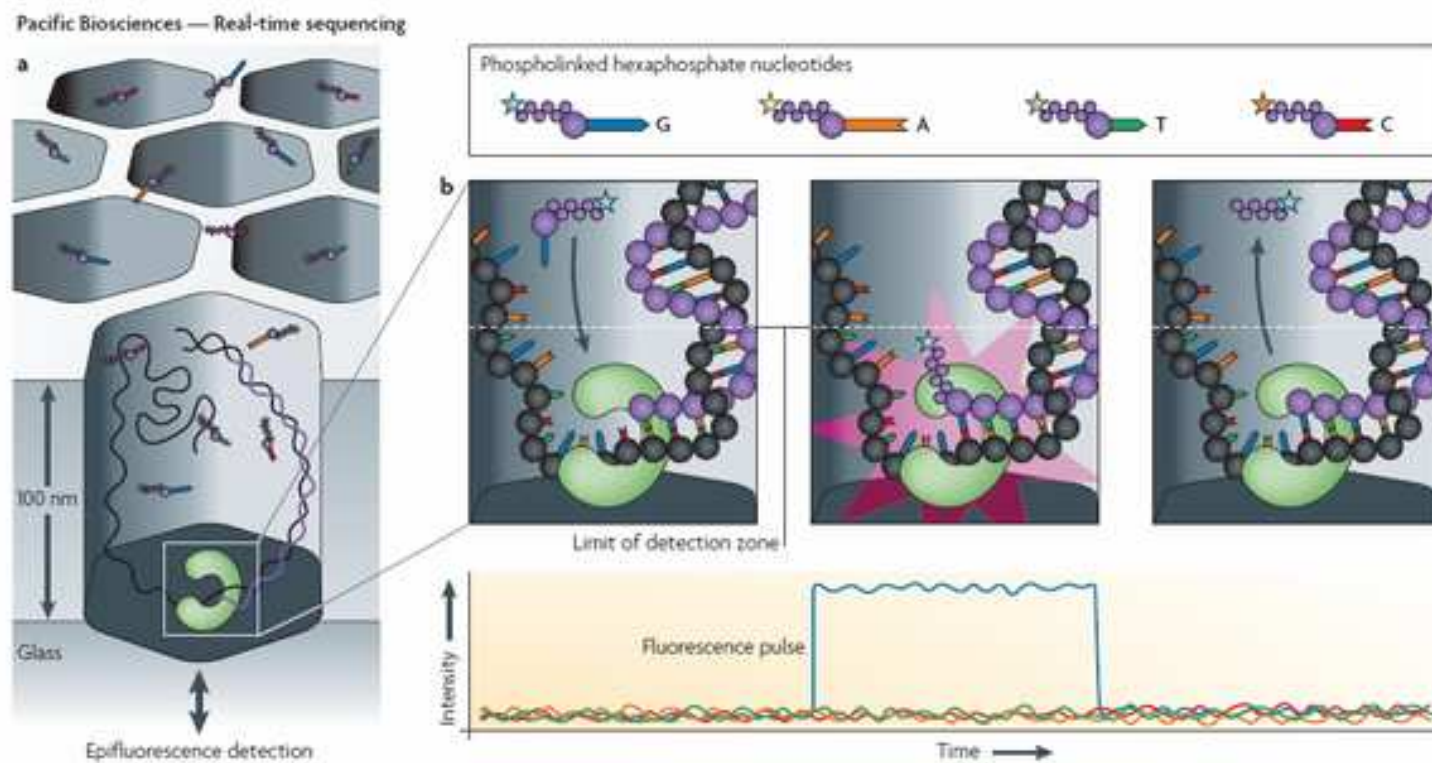 Pacific Biosciences — Real-time sequencing
a
Phospholinked hexaphosphate nucleotides
G
A
T
C
b
100 nm
Limit of detection zone
Glass
Fluorescence pulse
Intensity
Epifluorescence detection
Time